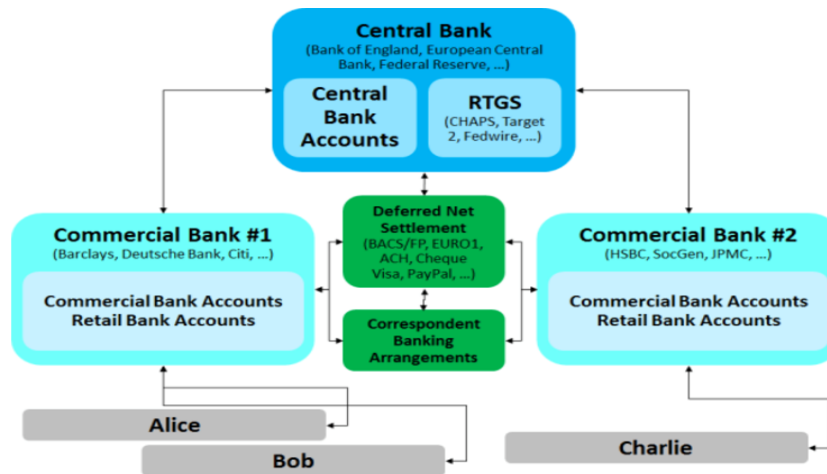 Central Bank
(Bank of England, European Central
Bank, Federal Reserve, ...)
Central
Bank
Accounts
RTGS
(CHAPS, Target
2, Fedwire, ...)
Commercial Bank #1
(Barclays, Deutsche Bank, Citi, ...)
Commercial Bank Accounts
Retail Bank Accounts
Deferred Net
Settlement
(BACS/FP, EURO1,
ACH, Cheque
Visa, PayPal, ...)
Correspondent
Banking
Arrangements
Commercial Bank #2
(HSBC, SocGen, JPMC, ...)
Commercial Bank Accounts
Retail Bank Accounts
Alice
Bob
Charlie